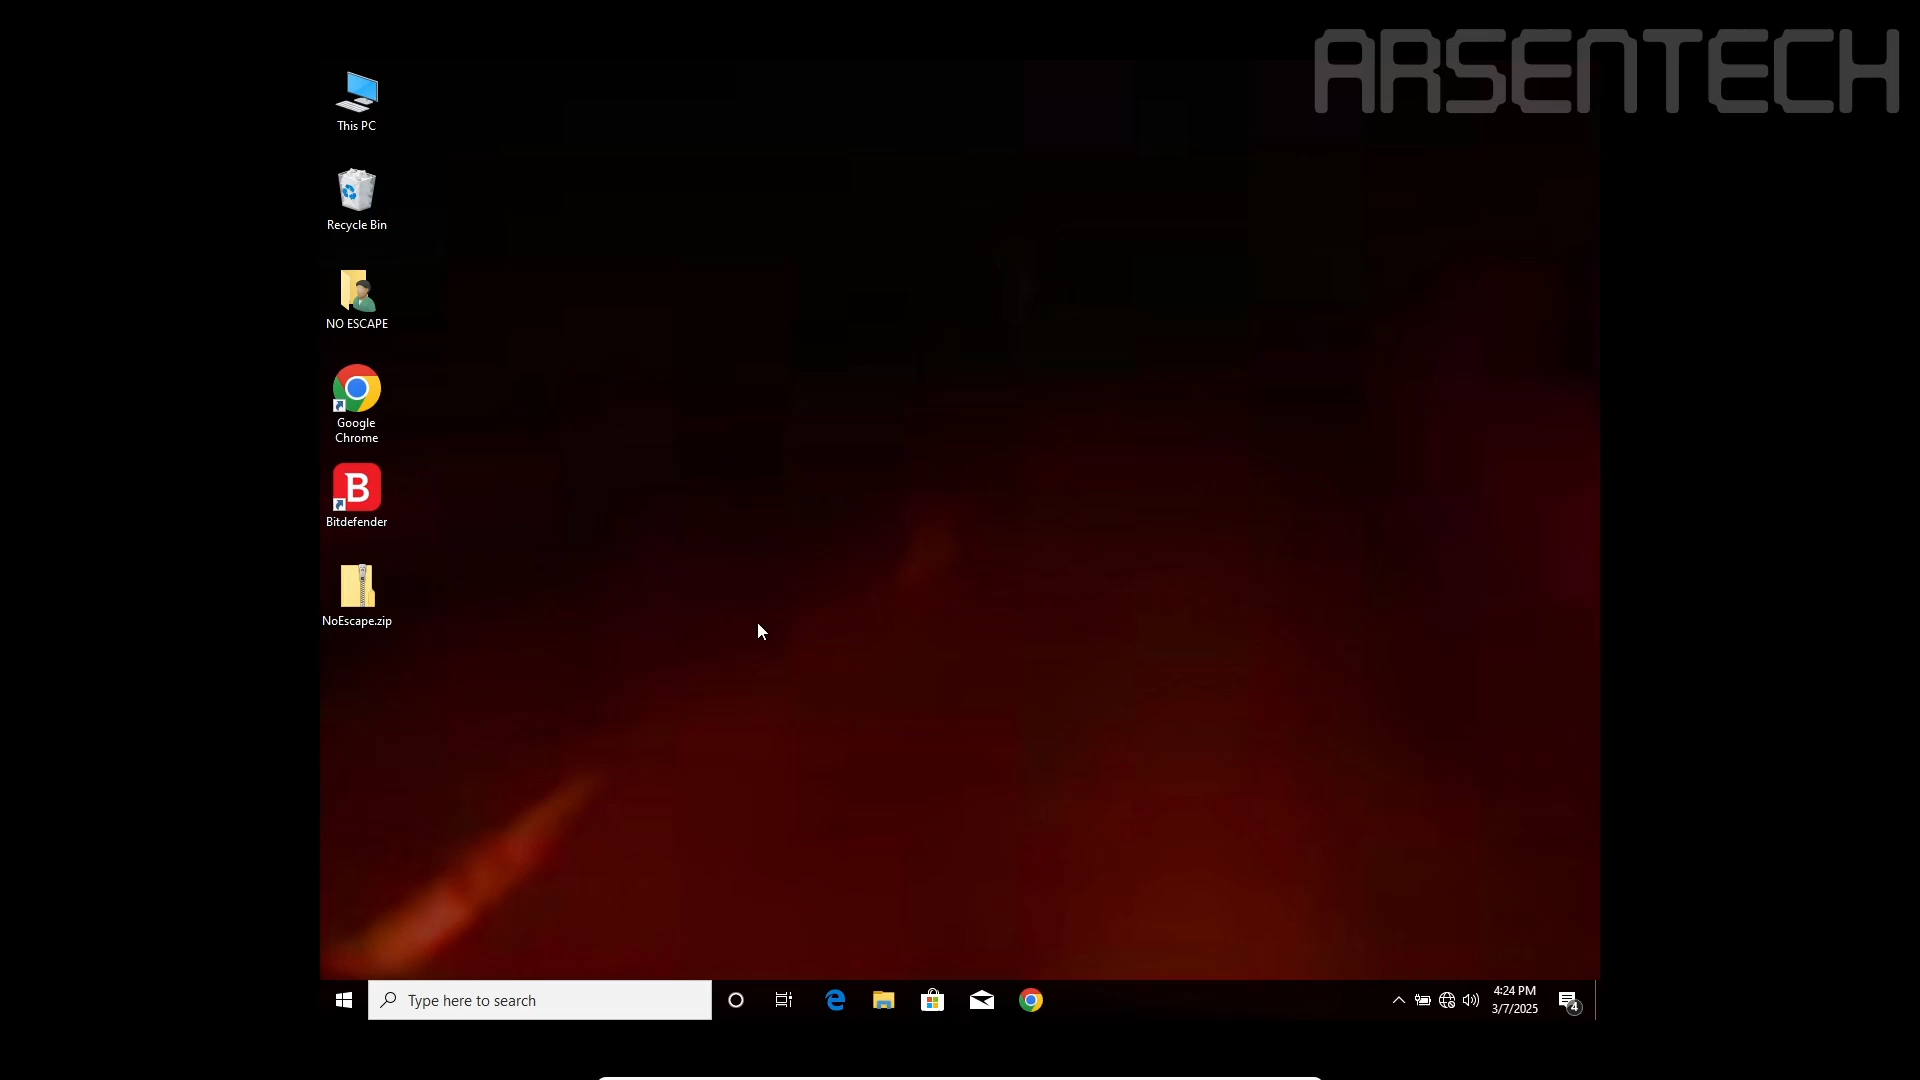 ARSENTECH
This PC
Recycle Bin
NO ESCAPE
Google
Chrome
B
Bitdefender
NoEscape.zip
Type here to search
4:24 PM
3/7/2025
4